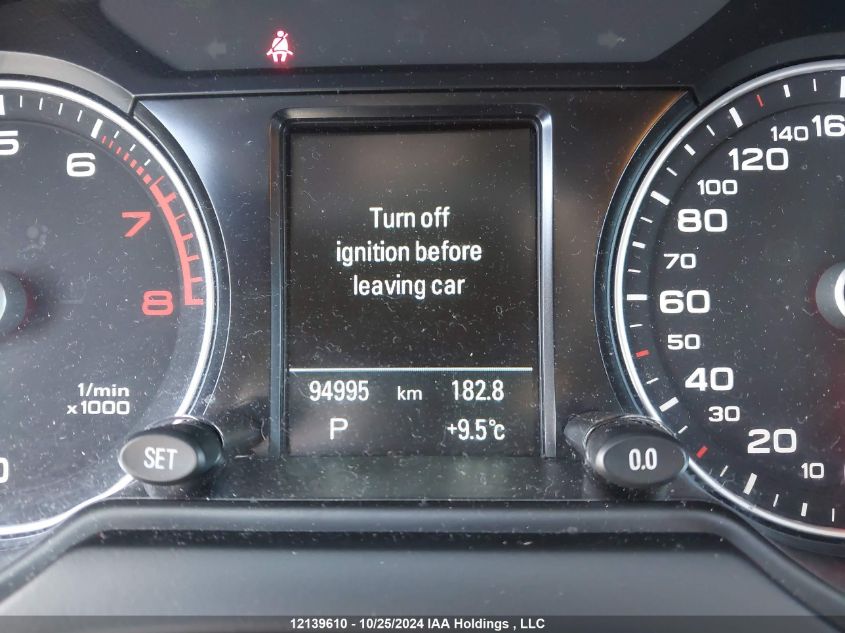 Turn off
ignition before
leaving car
94995 km 182.8
P +9.5°c
5
6
7
8
1/min
x1000
0
SET
0.0
16
140
120
100
80
70
60
50
40
30
20
10
12139610 - 10/25/2024 IAA Holdings , LLC